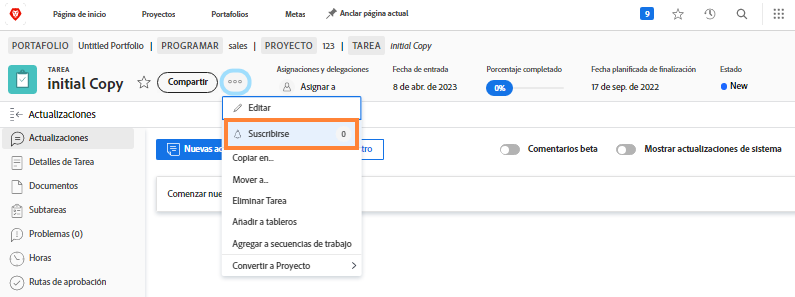 Página de inicio Proyectos Portafolios Metas Anclar página actual 9
PORTAFOLIO Untitled Portfolio | PROGRAMAR sales | PROYECTO 123 | TAREA initial Copy
TAREA
initial Copy Compartir
Asignaciones y delegaciones Fecha de entrada Porcentaje completado Fecha planificada de finalización Estado
Asignar a 8 de abr. de 2023 0% 17 de sep. de 2022 New
Actualizaciones
Editar
Suscribirse 0
Copiar en...
Mover a...
Eliminar Tarea
Añadir a tableros
Agregar a secuencias de trabajo
Convertir a Proyecto
Actualizaciones
Detalles de Tarea
Documentos
Subtareas
Problemas (0)
Horas
Rutas de aprobación
Nuevas ac tro Comentarios beta Mostrar actualizaciones de sistema
Comenzar nue